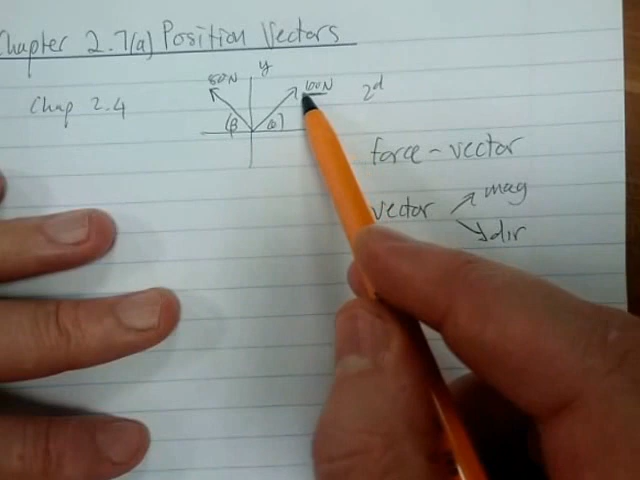 Chapter 2.7(a) Position Vectors
y
80N
100N
2d
Chap 2.4
β
force - vector
vector
mag
dir